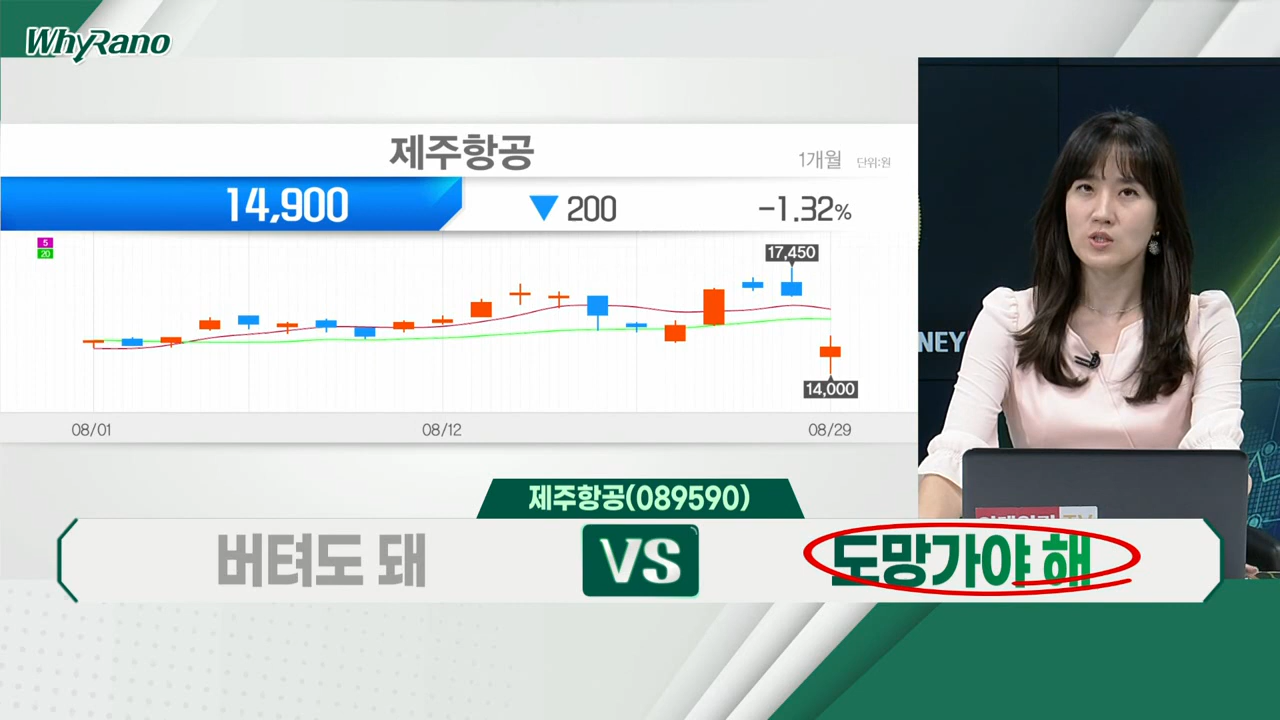 WhyRano
제주항공
1개월 단위:원
14,900 ▼ 200 -1.32%
5
20
17,450
14,000
08/01 08/12 08/29
NEY
제주항공(089590)
버텨도 돼 VS 도망가야 해